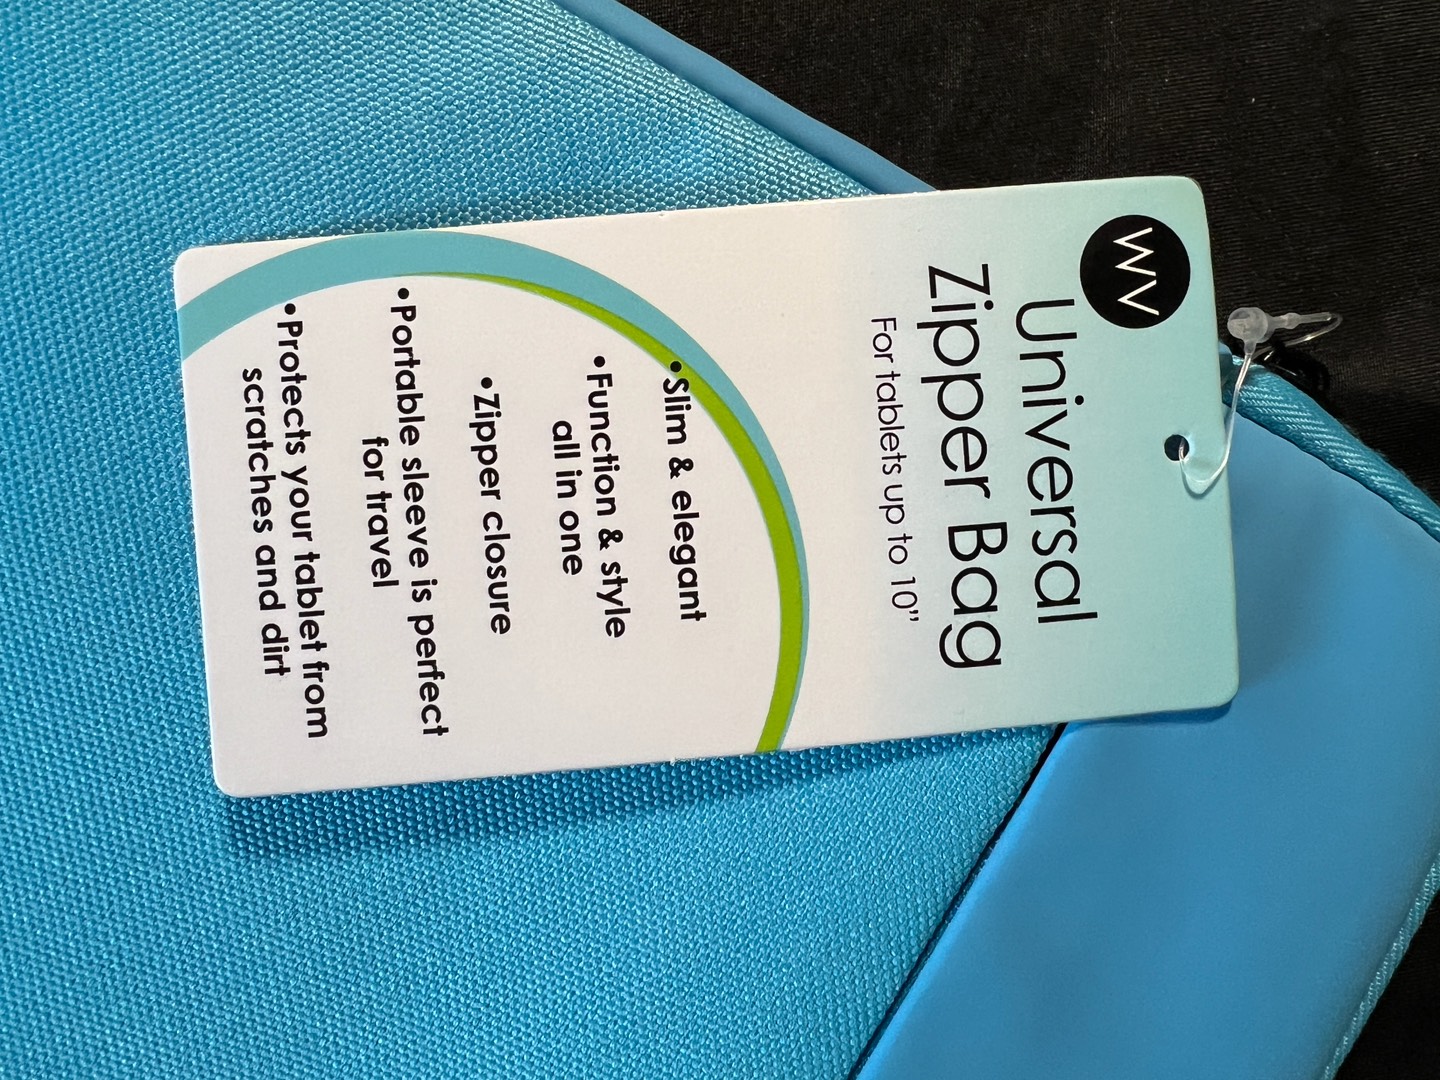 WV
Universal
Zipper Bag
For tablets up to 10”
•Slim & elegant
•Function & style
all in one
•Zipper closure
•Portable sleeve is perfect
for travel
•Protects your tablet from
scratches and dirt